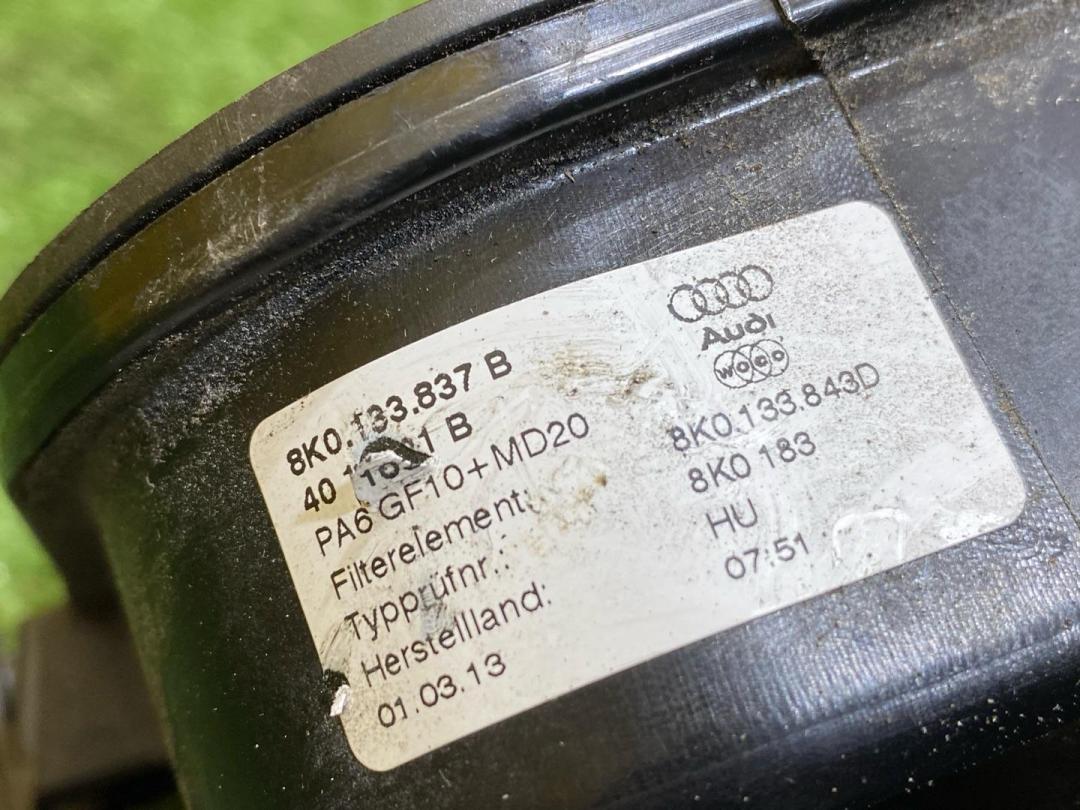 Audi
woco
8K0.133.837 B
40 B
PA6 GF10+MD20
Filterelement: 8K0.133.843D
Typprüfnr.: 8K0 183
Herstellland: HU
01.03.13 07:51